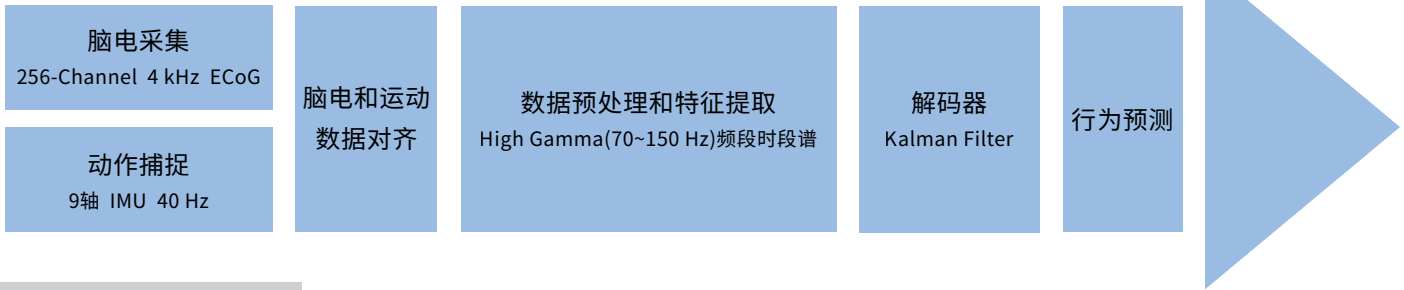 脑电采集
256-Channel 4 kHz ECoG
动作捕捉
9轴 IMU 40 Hz
脑电和运动
数据对齐
数据预处理和特征提取
High Gamma(70~150 Hz)频段时段谱
解码器
Kalman Filter
行为预测